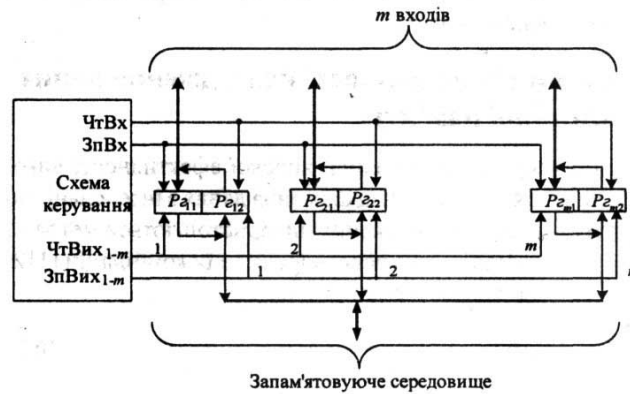 m входів
ЧтВх
ЗпВх
Схема
керування
Рг11 Рг12
Рг21 Рг22
Ргm1 Ргm2
ЧтВих1-m
1
2
m
ЗпВих1-m
1
2
Запам'ятовуюче середовище